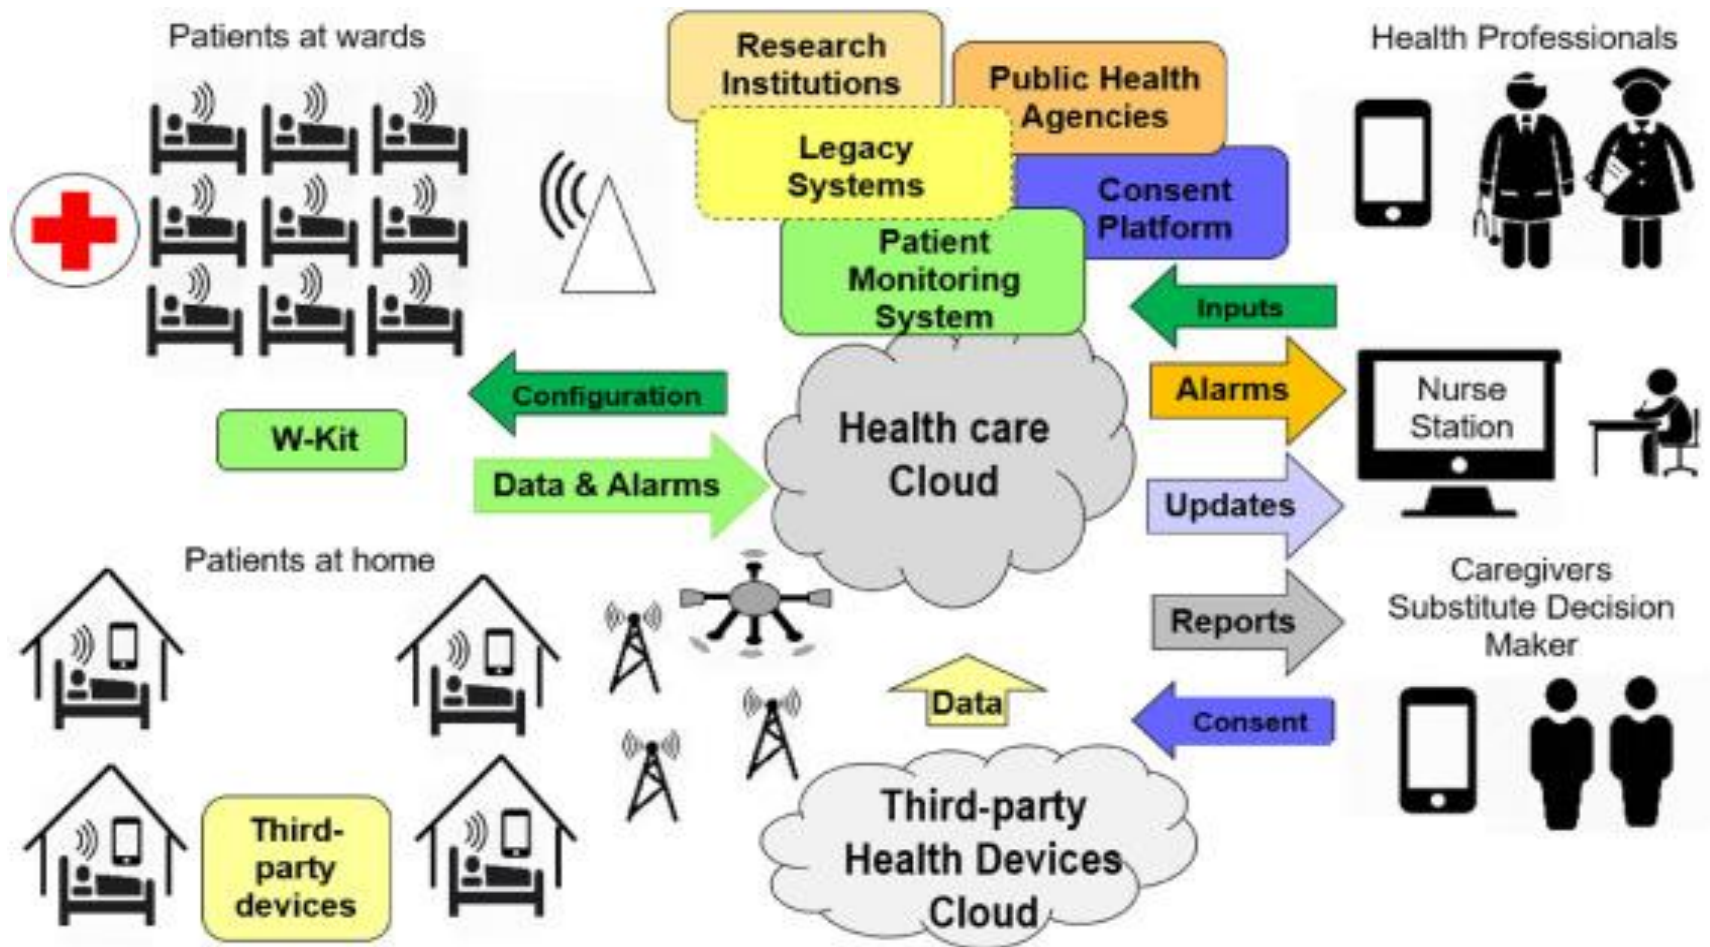 Patients at wards
Research
Institutions
Public Health
Agencies
Health Professionals
Legacy
Systems
Consent
Platform
Patient
Monitoring
System
Inputs
Configuration
Alarms
Nurse
Station
W-Kit
Health care
Cloud
Data & Alarms
Updates
Patients at home
Caregivers
Substitute Decision
Maker
Reports
Data
Consent
Third-
party
devices
Third-party
Health Devices
Cloud